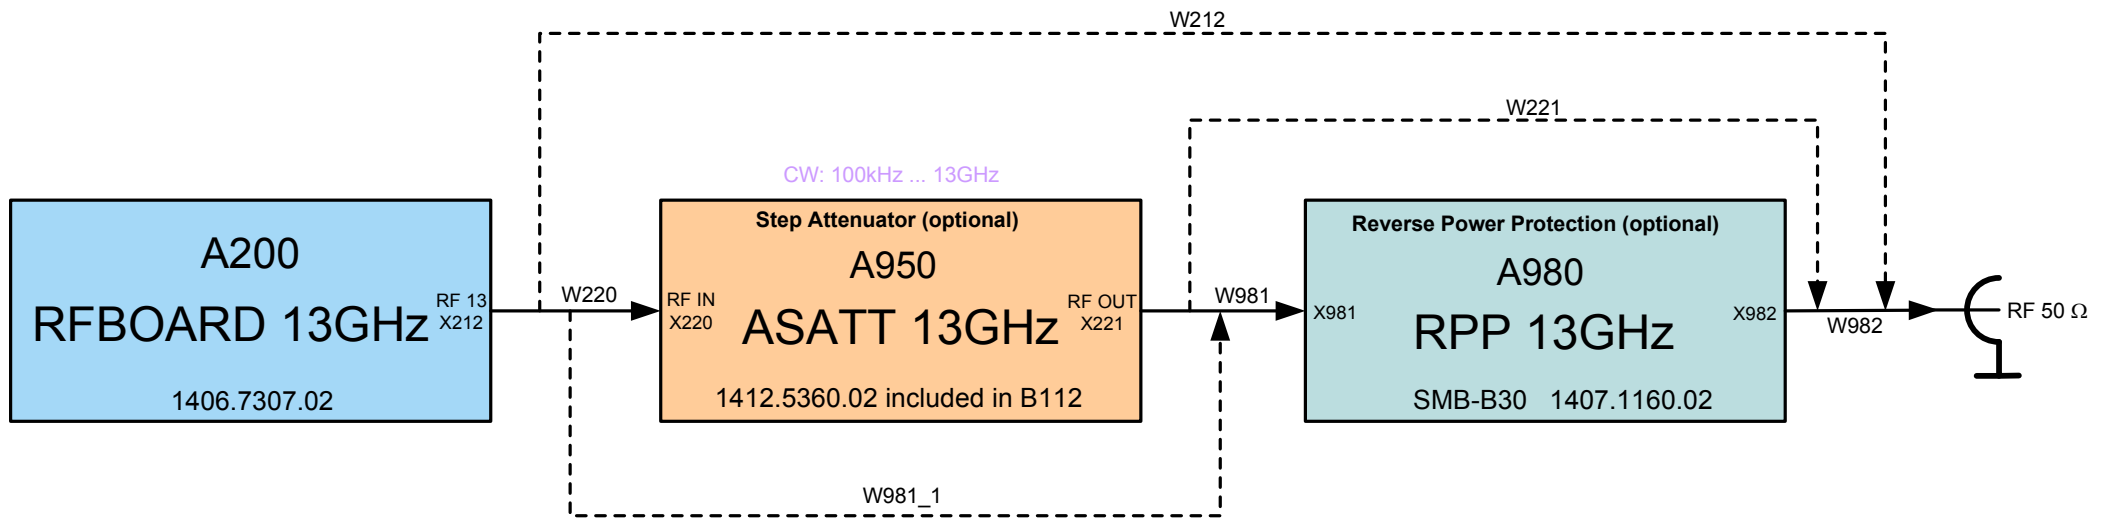 W212
W221
CW: 100kHz ... 13GHz
A200
RFBOARD 13GHz
RF 13
X212
1406.7307.02
W220
Step Attenuator (optional)
A950
RF IN
X220
ASATT 13GHz
RF OUT
X221
1412.5360.02 included in B112
W981
Reverse Power Protection (optional)
A980
X981
RPP 13GHz
X982
SMB-B30 1407.1160.02
W982
RF 50 Ω
W981_1